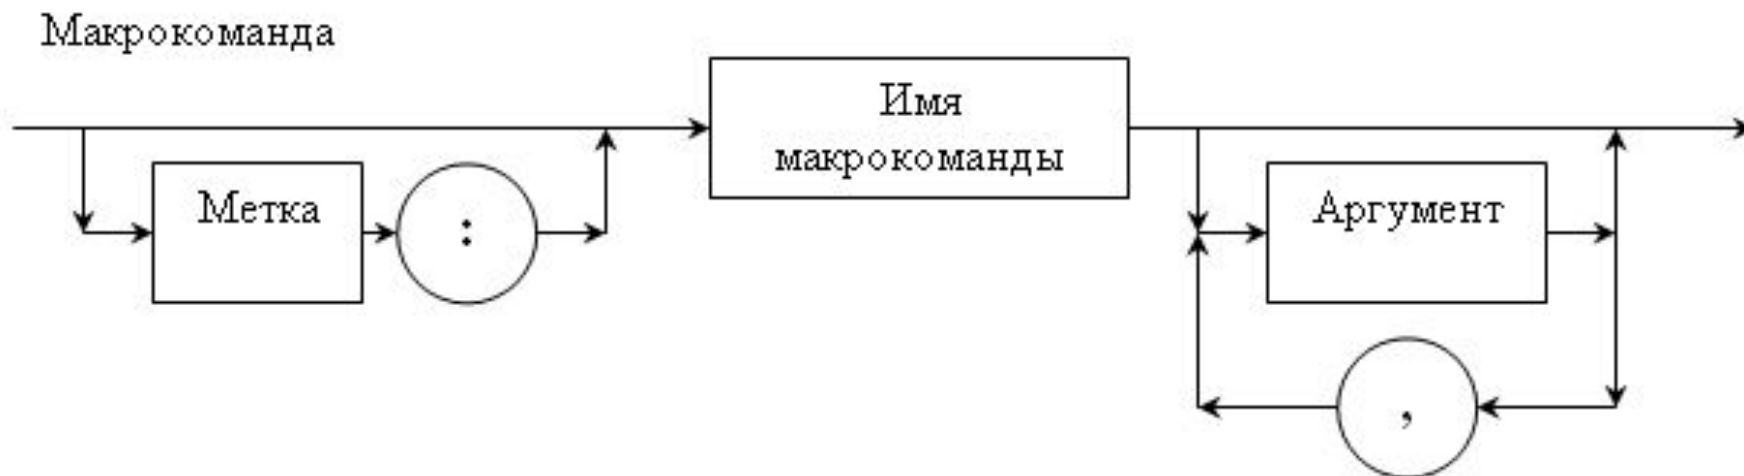 Макрокоманда
Имя
макрокоманды
Метка
:
Аргумент
,